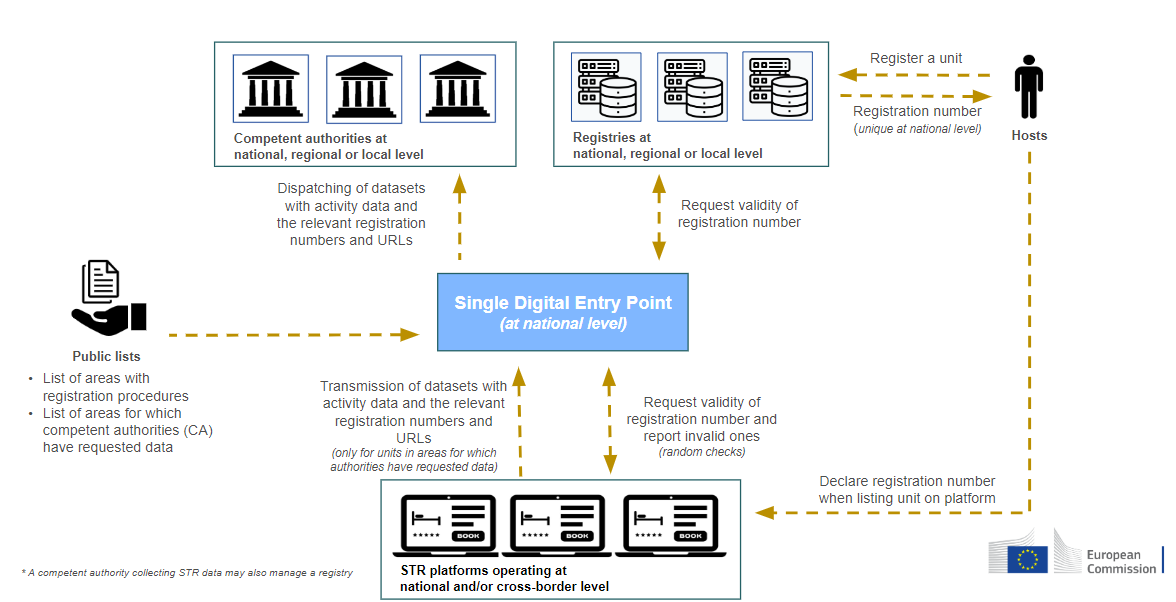 Competent authorities at
national, regional or local level
Registries at
national, regional or local level
Register a unit
Registration number
(unique at national level)
Hosts
Dispatching of datasets
with activity data and
the relevant registration
numbers and URLs
Request validity of
registration number
Single Digital Entry Point
(at national level)
Public lists
• List of areas with
registration procedures
• List of areas for which
competent authorities (CA)
have requested data
Transmission of datasets with
activity data and the relevant
registration numbers and
URLs
(only for units in areas for which
authorities have requested data)
Request validity of
registration number and
report invalid ones
(random checks)
Declare registration number
when listing unit on platform
BOOK
BOOK
BOOK
STR platforms operating at
national and/or cross-border level
* A competent authority collecting STR data may also manage a registry
European
Commission